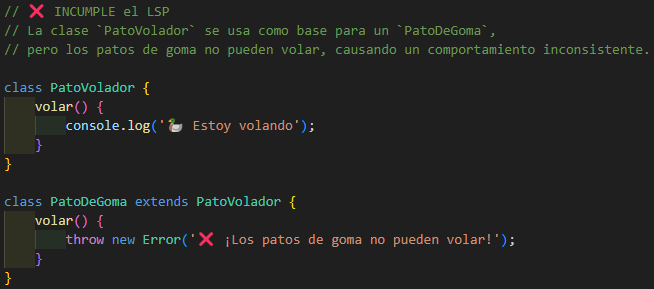 // ❌ INCUMPLE el LSP
// La clase `PatoVolador` se usa como base para un `PatoDeGoma`,
// pero los patos de goma no pueden volar, causando un comportamiento inconsistente.
class PatoVolador {
    volar() {
        console.log('🦆 Estoy volando');
    }
}
class PatoDeGoma extends PatoVolador {
    volar() {
        throw new Error('❌ ¡Los patos de goma no pueden volar!');
    }
}